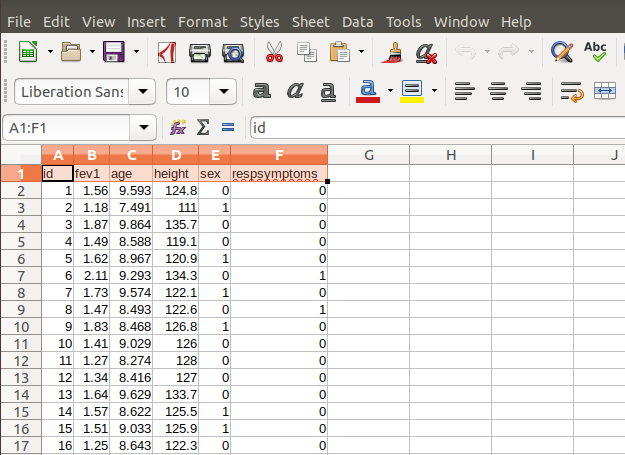 File Edit View Insert Format Styles Sheet Data Tools Window Help
Abc
Liberation Sans 10 a a a a
A1:F1 fx Σ = id
A B C D E F G H I J
1 id fev1 age height sex respsymptoms
2 1 1.56 9.593 124.8 0 0
3 2 1.18 7.491 111 1 0
4 3 1.87 9.864 135.7 0 0
5 4 1.49 8.588 119.1 0 0
6 5 1.62 8.967 120.9 1 0
7 6 2.11 9.293 134.3 0 1
8 7 1.73 9.574 122.1 1 0
9 8 1.47 8.493 122.6 0 1
10 9 1.83 8.468 126.8 1 0
11 10 1.41 9.029 126 0 0
12 11 1.27 8.274 128 0 0
13 12 1.34 8.416 127 0 0
14 13 1.64 9.629 133.7 0 0
15 14 1.57 8.622 125.5 1 0
16 15 1.51 9.033 125.9 1 0
17 16 1.25 8.643 122.3 0 0